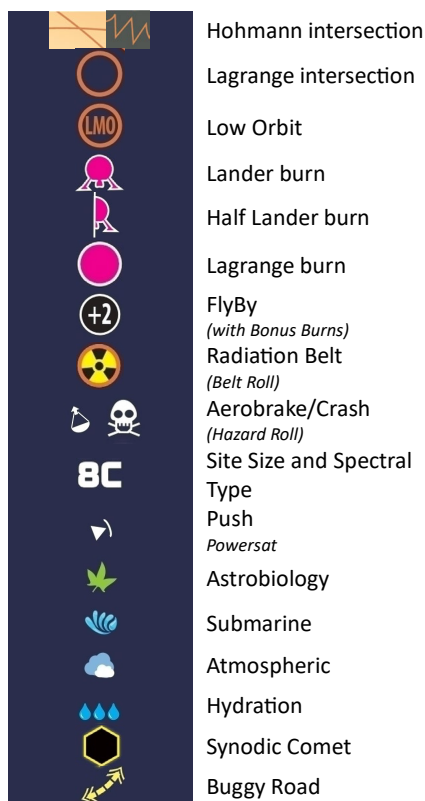 Hohmann intersection
Lagrange intersection
LMO
Low Orbit
Lander burn
Half Lander burn
Lagrange burn
+2
FlyBy
(with Bonus Burns)
Radiation Belt
(Belt Roll)
Aerobrake/Crash
(Hazard Roll)
8C
Site Size and Spectral
Type
Push
Powersat
Astrobiology
Submarine
Atmospheric
Hydration
Synodic Comet
Buggy Road